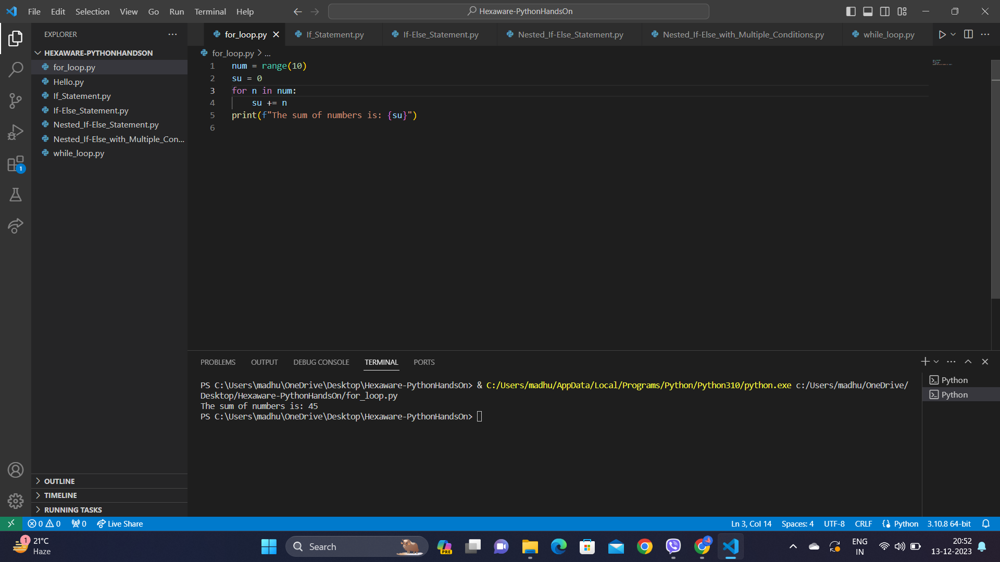 File Edit Selection View Go Run Terminal Help
Hexaware-PythonHandsOn
EXPLORER
HEXAWARE-PYTHONHANDSON
for_loop.py
Hello.py
If_Statement.py
If-Else_Statement.py
Nested_If-Else_Statement.py
Nested_If-Else_with_Multiple_Con...
while_loop.py
1
OUTLINE
TIMELINE
RUNNING TASKS
for_loop.py If_Statement.py If-Else_Statement.py Nested_If-Else_Statement.py Nested_If-Else_with_Multiple_Conditions.py while_loop.py
for_loop.py > ...
1 num = range(10)
2 su = 0
3 for n in num:
4 su += n
5 print(f"The sum of numbers is: {su}")
6
PROBLEMS OUTPUT DEBUG CONSOLE TERMINAL PORTS
PS C:\Users\madhu\OneDrive\Desktop\Hexaware-PythonHandsOn> & C:/Users/madhu/AppData/Local/Programs/Python/Python310/python.exe c:/Users/madhu/OneDrive/
Desktop/Hexaware-PythonHandsOn/for_loop.py
The sum of numbers is: 45
PS C:\Users\madhu\OneDrive\Desktop\Hexaware-PythonHandsOn>
Python
Python
0 0 0 Live Share Ln 3, Col 14 Spaces: 4 UTF-8 CRLF Python 3.10.8 64-bit
1
21°C
Haze
Search
PRE
ENG
IN
20:52
13-12-2023